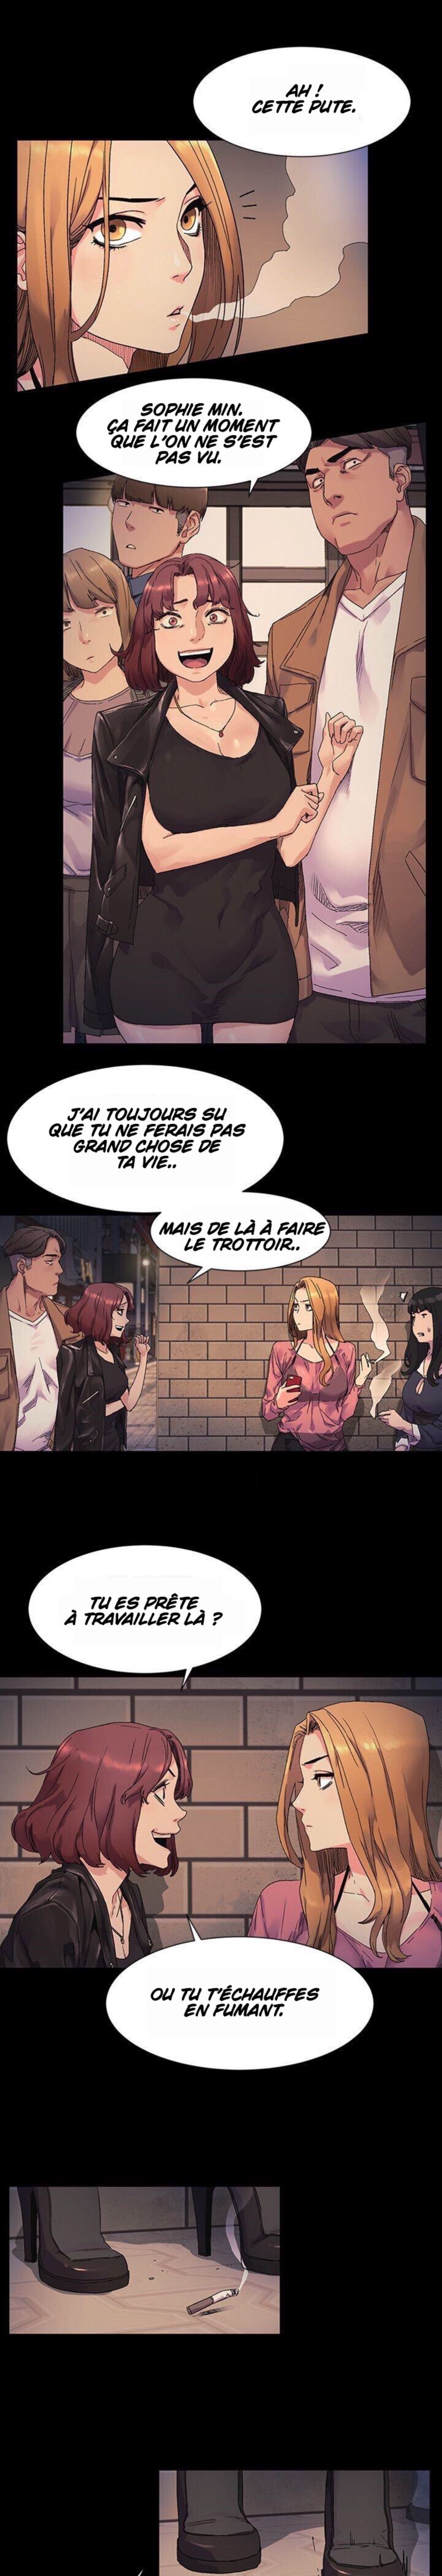 AH !
CETTE PUTE.
SOPHIE MIN.
ÇA FAIT UN MOMENT
QUE L'ON NE S'EST
PAS VU.
J'AI TOUJOURS SU
QUE TU NE FERAIS PAS
GRAND CHOSE DE
TA VIE..
MAIS DE LÀ À FAIRE
LE TROTTOIR..
TU ES PRÊTE
À TRAVAILLER LÀ ?
OU TU T'ÉCHAUFFES
EN FUMANT.